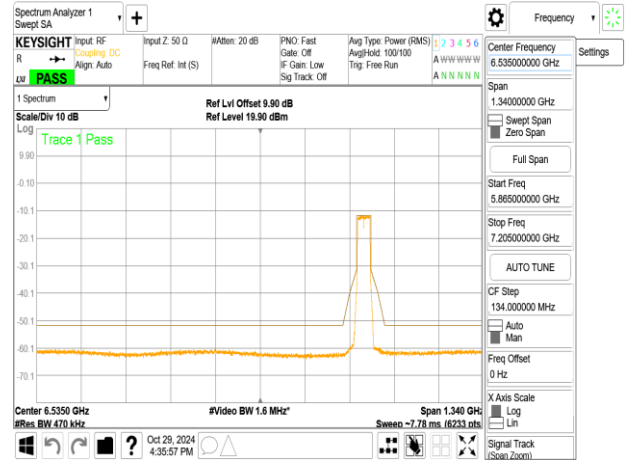 Spectrum Analyzer 1
Swept SA
Frequency
KEYSIGHT Input: RF Input Z: 50 Ω #Atten: 20 dB PNO: Fast Avg Type: Power (RMS) 1 2 3 4 5 6
R Coupling: DC Gate: Off Avg|Hold: 100/100 A W W W W W
Align: Auto Freq Ref: Int (S) IF Gain: Low Trig: Free Run
LXI PASS Sig Track: Off A N N N N N
1 Spectrum
Ref Lvl Offset 9.90 dB
Scale/Div 10 dB Ref Level 19.90 dBm
Log
Trace 1 Pass
9.90
-0.10
-10.1
-20.1
-30.1
-40.1
-50.1
-60.1
-70.1
Center 6.5350 GHz #Video BW 1.6 MHz* Span 1.340 GHz
#Res BW 470 kHz Sweep ~7.78 ms (6233 pts
Oct 29, 2024
4:35:57 PM
?
Center Frequency
6.535000000 GHz
Settings
Span
1.34000000 GHz
Swept Span
Zero Span
Full Span
Start Freq
5.865000000 GHz
Stop Freq
7.205000000 GHz
AUTO TUNE
CF Step
134.000000 MHz
Auto
Man
Freq Offset
0 Hz
X Axis Scale
Log
Lin
Signal Track
(Span Zoom)